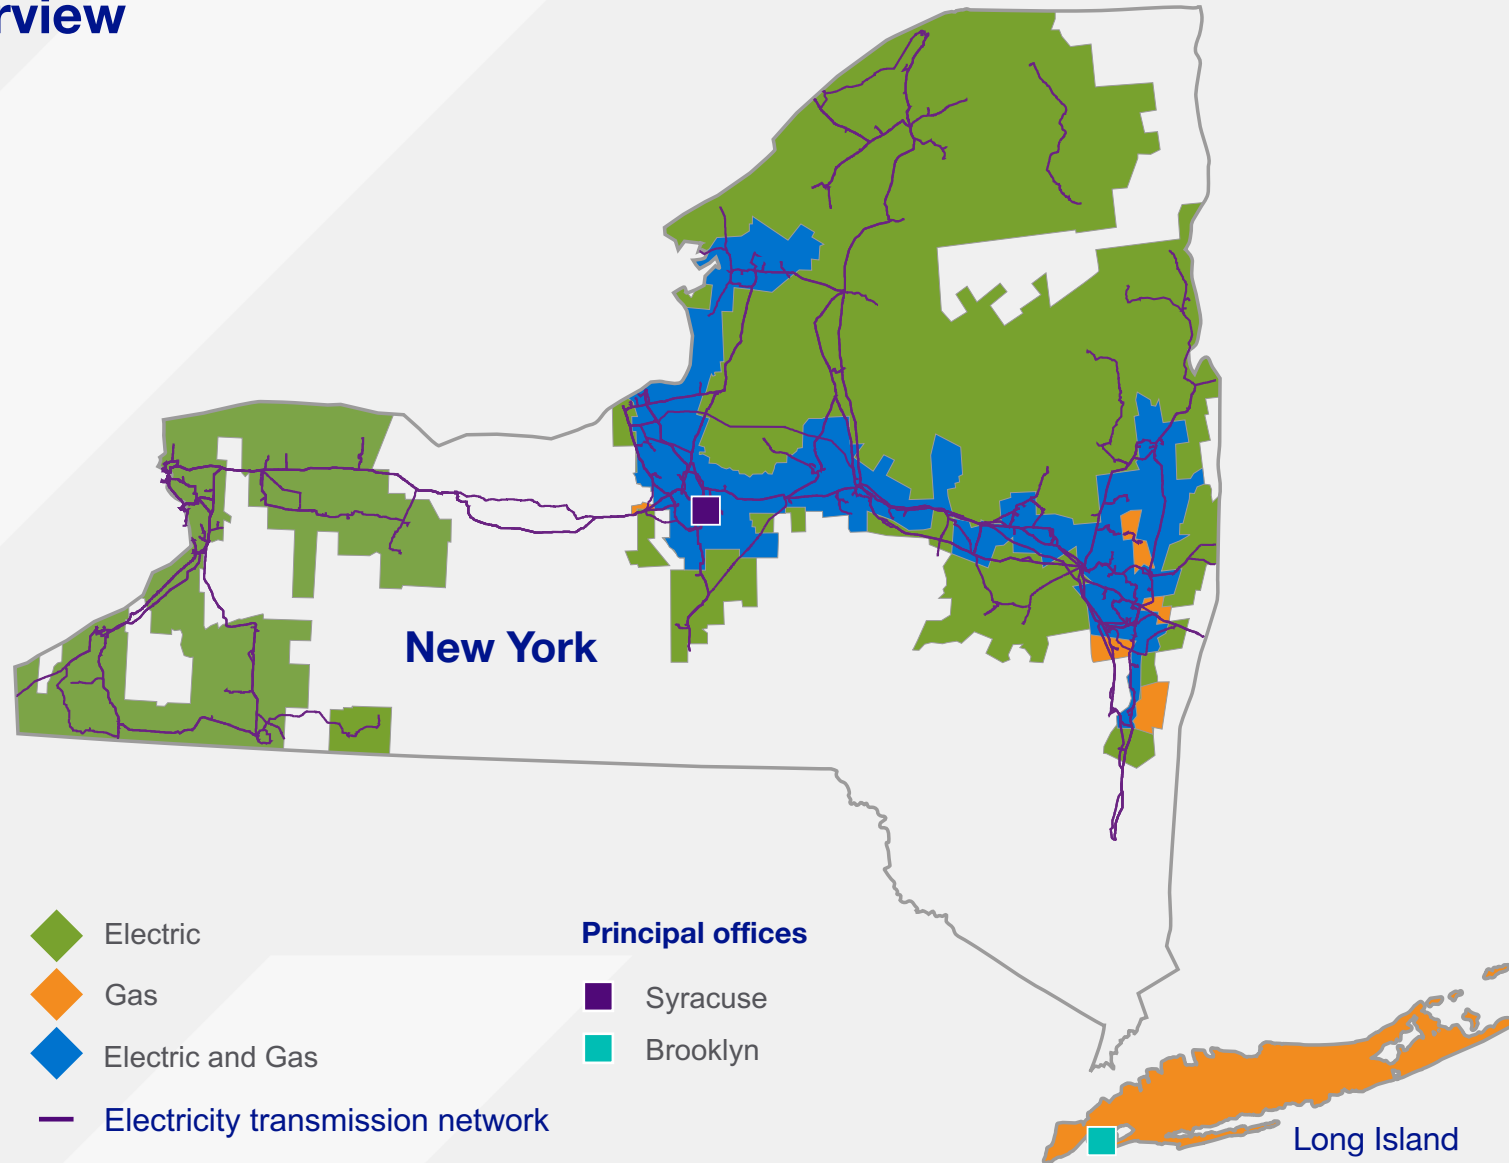 rview
New York
Electric
Gas
Electric and Gas
Electricity transmission network
Principal offices
Syracuse
Brooklyn
Long Island